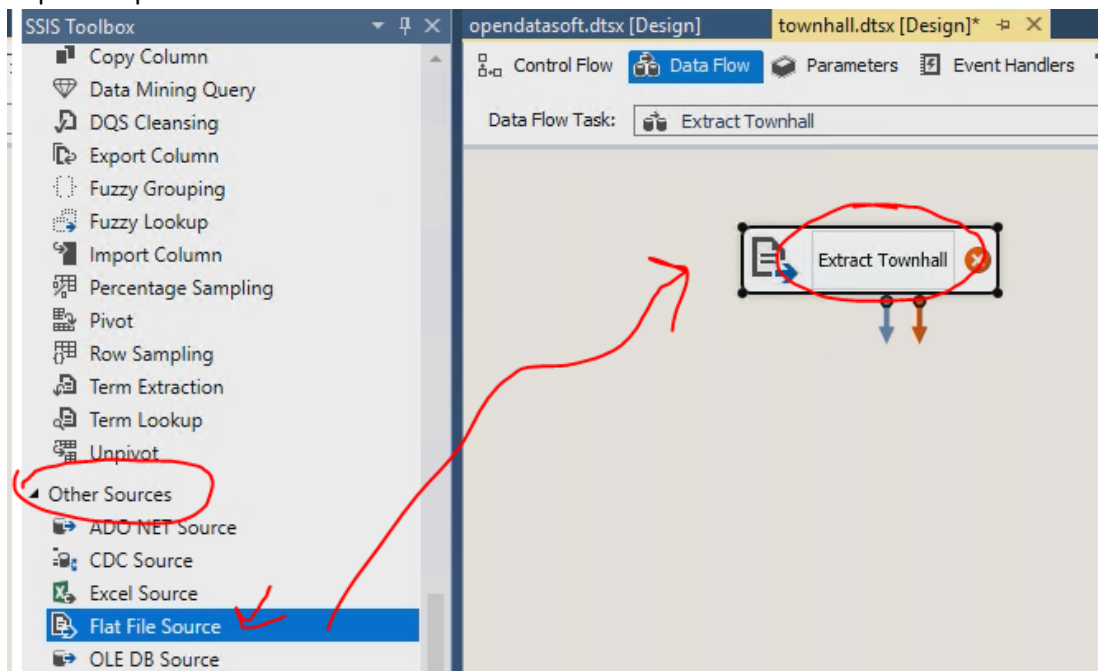 SSIS Toolbox
Copy Column
Data Mining Query
DQS Cleansing
Export Column
Fuzzy Grouping
Fuzzy Lookup
Import Column
Percentage Sampling
Pivot
Row Sampling
Term Extraction
Term Lookup
Unpivot
Other Sources
ADO NET Source
CDC Source
Excel Source
Flat File Source
OLE DB Source
opendatasoft.dtsx [Design] townhall.dtsx [Design]*
Control Flow Data Flow Parameters Event Handlers
Data Flow Task: Extract Townhall
Extract Townhall